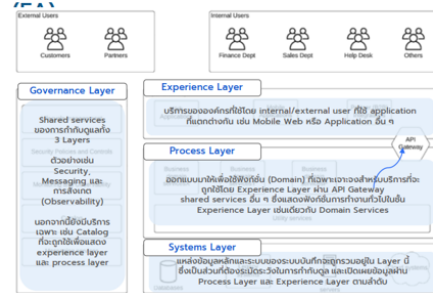 (EA)
External Users
Internal Users
Customers
Partners
Finance Dept
Sales Dept
Help Desk
Others
Governance Layer
Shared services
ของการกำกับดูแลทั้ง
3 Layers
ตัวอย่างเช่น
Security,
Messaging และ
การสังเกต
(Observability)
นอกจากนี้ยังมีบริการ
เฉพาะ เช่น Catalog
ที่จะถูกใช้เพื่อแสดง
experience layer
และ process layer
Experience Layer
บริการขององค์กรที่ใช้โดย internal/external user ที่ใช้ application
ที่แตกต่างกัน เช่น Mobile Web หรือ Application อื่น ๆ
API
Gateway
Process Layer
ออกแบบมาให้เพื่อใช้ฟังก์ชั่น (Domain) ที่เฉพาะเจาะจงสำหรับบริการที่จะ
ถูกใช้โดย Experience Layer ผ่าน API Gateway
shared services อื่น ๆ ซึ่งแสดงฟังก์ชั่นการทำงานทั่วไปในชั้น
Experience Layer เช่นเดียวกับ Domain Services
Utility services
Systems Layer
แหล่งข้อมูลหลักและระบบของระบบบันทึกจะถูกรวมอยู่ใน Layer นี้
ซึ่งเป็นส่วนที่ต้องระมัดระวังในการกำกับดูแล และเปิดเผยข้อมูลผ่าน
Process Layer และ Experience Layer ตามลำดับ